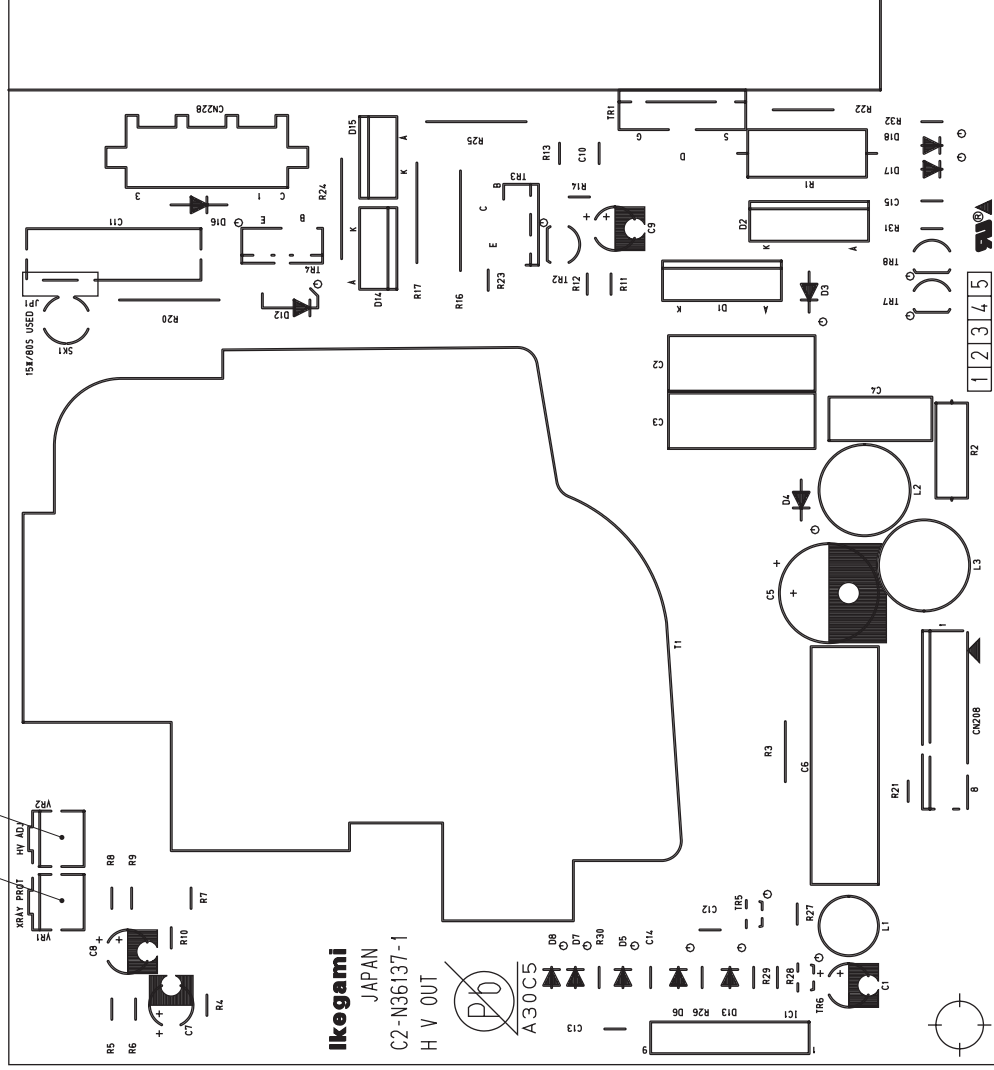 CN228
3
1
C
C11
D16
E
B
TR4
JP1
15K/80S USED
SK1
R20
D12
R24
D15
A
K
K
A
D14
R17
R25
R16
B
TR3
C
E
R23
R13
C10
R14
+
+
C9
TR2
R12
R11
TR1
G
S
D
R22
R1
D2
K
A
K
D1
A
D3
R32
D18
D17
C15
R31
TR8
TR7
1 2 3 4 5
C2
C3
C4
R2
D4
L2
L3
C5
+
+
T1
R3
C6
1
CN208
8
R21
VR2
HV ADJ
XRAY PROT
VR1
R8
R9
R7
C8
+
+
R10
R5
R6
+
+
C7
R4
Ikegami
JAPAN
C2-N36137-1
H V OUT
Pb
A30C5
D8
D7
R30
D5
C14
C12
TR5
R27
L1
C13
D6
R26
D13
R29
R28
IC1
TR6
+
+
C1
9
1